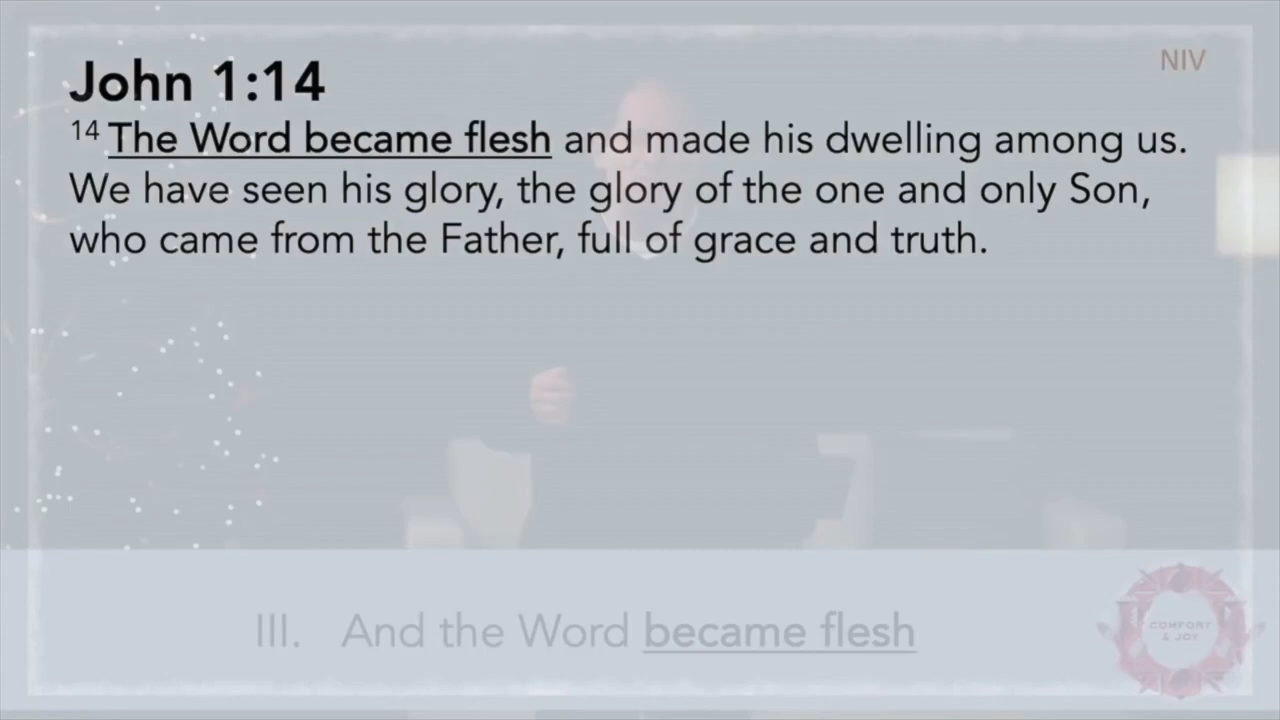 NIV
John 1:14
14 The Word became flesh and made his dwelling among us.
We have seen his glory, the glory of the one and only Son,
who came from the Father, full of grace and truth.
III. And the Word became flesh
COMFORT
& JOY